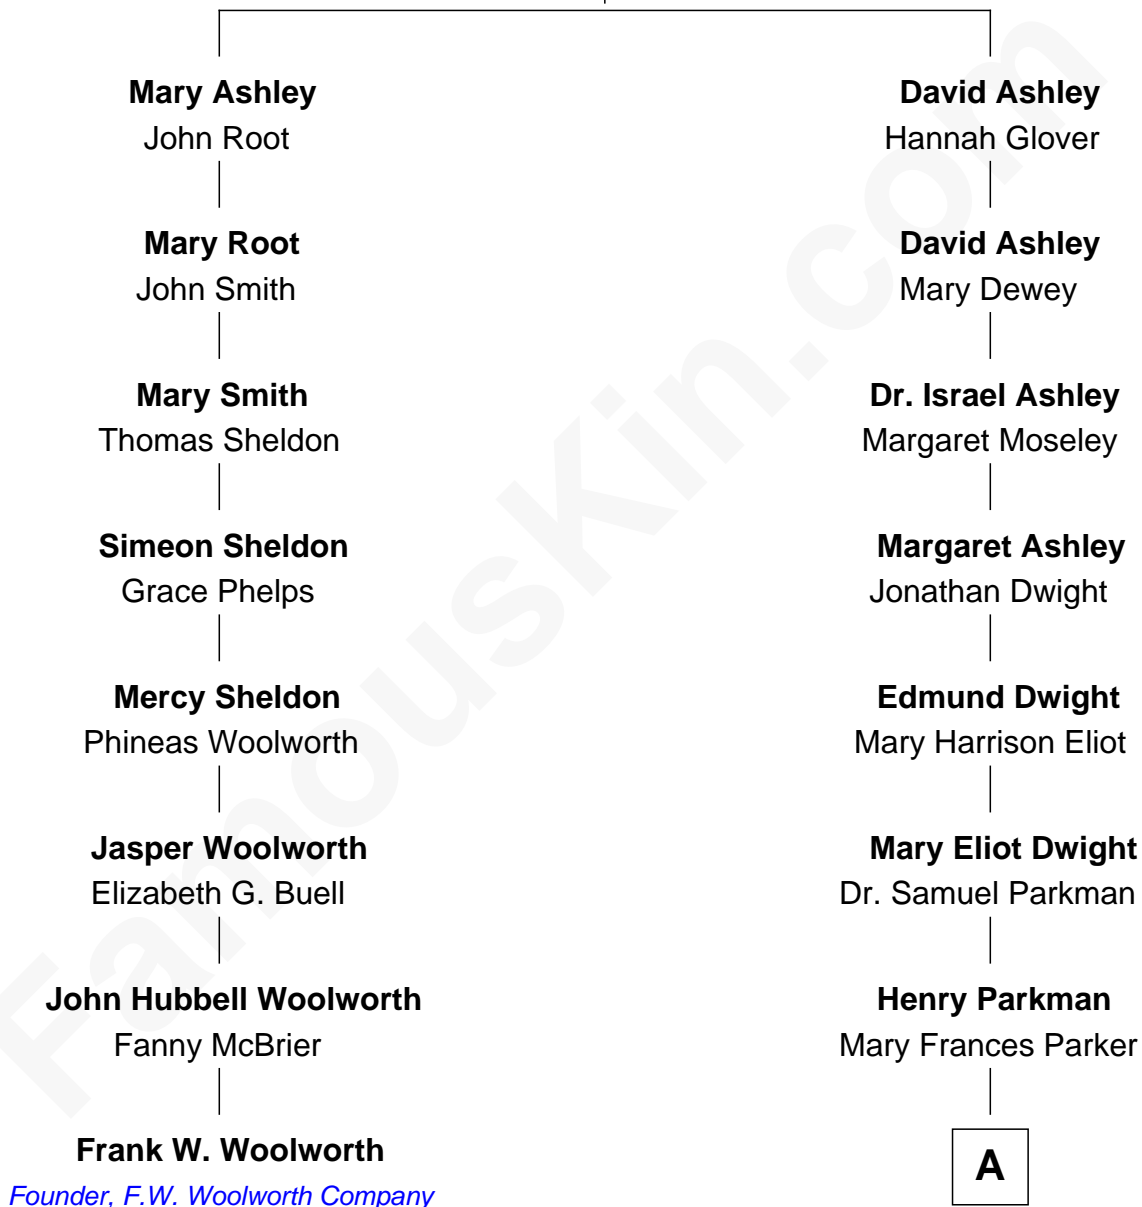 Mary Ashley
John Root
Mary Root
John Smith
Mary Smith
Thomas Sheldon
Simeon Sheldon
Grace Phelps
Mercy Sheldon
Phineas Woolworth
Jasper Woolworth
Elizabeth G. Buell
John Hubbell Woolworth
Fanny McBrier
Frank W. Woolworth
Founder, F.W. Woolworth Company
David Ashley
Hannah Glover
David Ashley
Mary Dewey
Dr. Israel Ashley
Margaret Moseley
Margaret Ashley
Jonathan Dwight
Edmund Dwight
Mary Harrison Eliot
Mary Eliot Dwight
Dr. Samuel Parkman
Henry Parkman
Mary Frances Parker
A
FamousKin.com